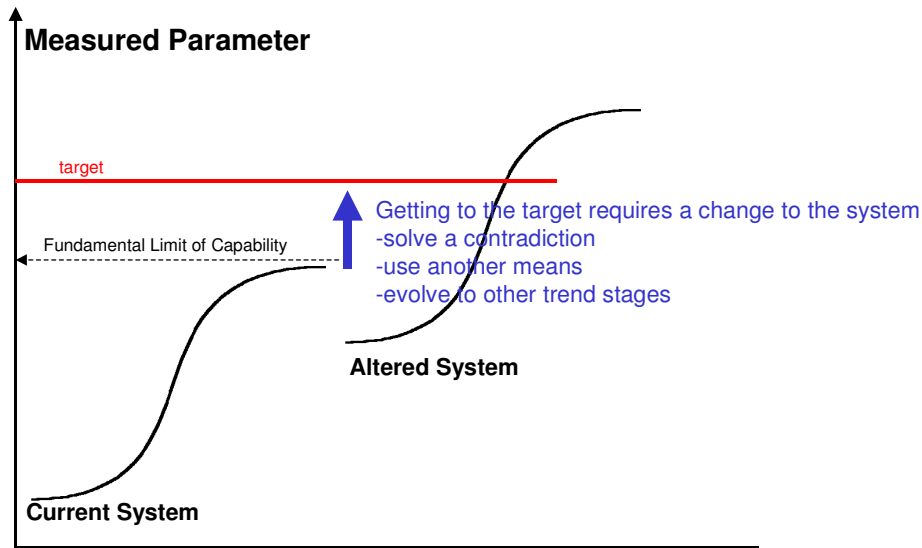 Measured Parameter
target
Getting to the target requires a change to the system
-solve a contradiction
Fundamental Limit of Capability
-use another means
-evolve to other trend stages
Altered System
Current System